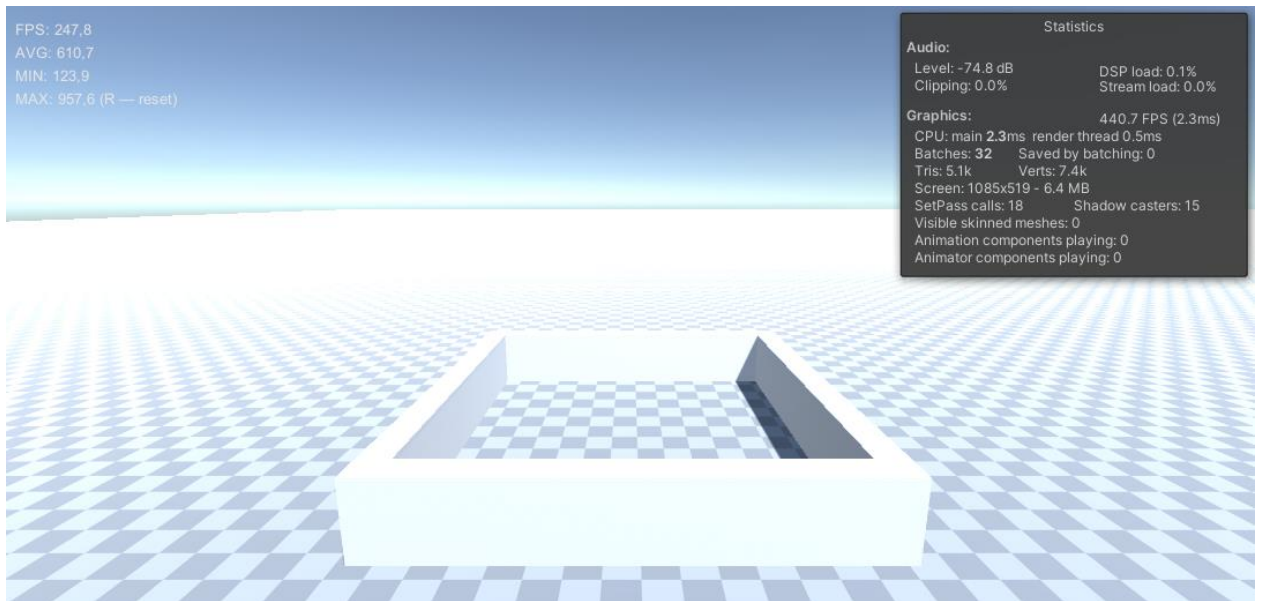 FPS: 247,8
AVG: 610,7
MIN: 123,9
MAX: 957,6 (R — reset)
Statistics
Audio:
Level: -74.8 dB
DSP load: 0.1%
Clipping: 0.0%
Stream load: 0.0%
Graphics:
440.7 FPS (2.3ms)
CPU: main 2.3ms render thread 0.5ms
Batches: 32 Saved by batching: 0
Tris: 5.1k Verts: 7.4k
Screen: 1085x519 - 6.4 MB
SetPass calls: 18 Shadow casters: 15
Visible skinned meshes: 0
Animation components playing: 0
Animator components playing: 0